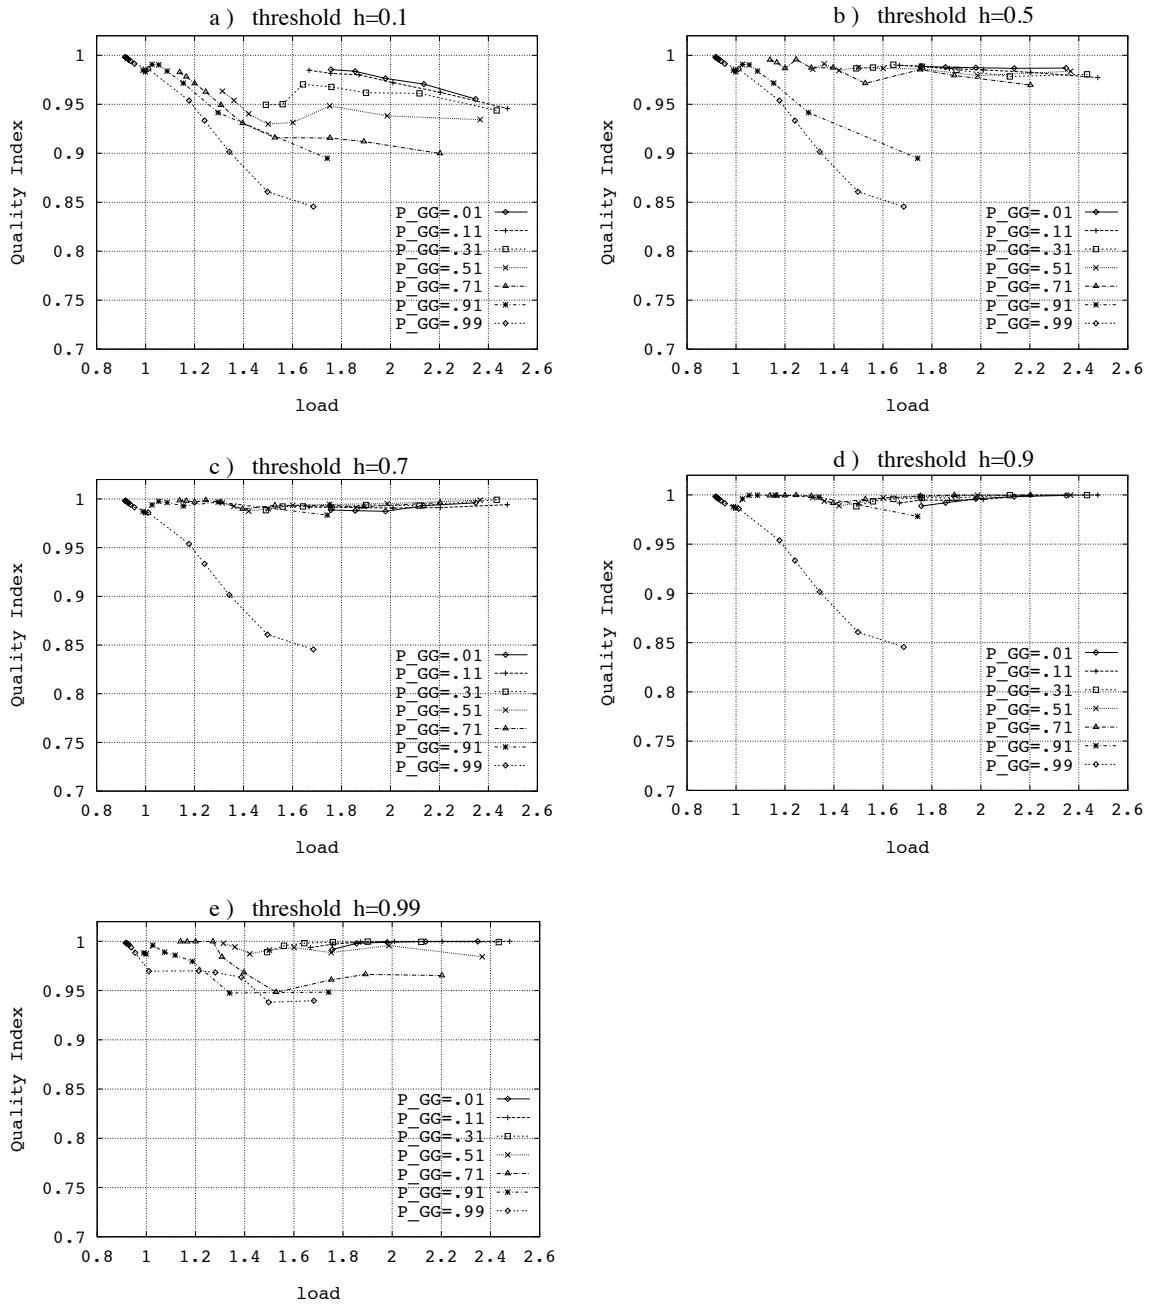 a )   threshold  h=0.1
1
0.95
0.9
0.85
0.8
0.75
0.7
Quality Index
P_GG=.01
P_GG=.11
P_GG=.31
P_GG=.51
P_GG=.71
P_GG=.91
P_GG=.99
0.8 1 1.2 1.4 1.6 1.8 2 2.2 2.4 2.6
load
b )   threshold  h=0.5
1
0.95
0.9
0.85
0.8
0.75
0.7
Quality Index
P_GG=.01
P_GG=.11
P_GG=.31
P_GG=.51
P_GG=.71
P_GG=.91
P_GG=.99
0.8 1 1.2 1.4 1.6 1.8 2 2.2 2.4 2.6
load
c )   threshold  h=0.7
1
0.95
0.9
0.85
0.8
0.75
0.7
Quality Index
P_GG=.01
P_GG=.11
P_GG=.31
P_GG=.51
P_GG=.71
P_GG=.91
P_GG=.99
0.8 1 1.2 1.4 1.6 1.8 2 2.2 2.4 2.6
load
d )   threshold  h=0.9
1
0.95
0.9
0.85
0.8
0.75
0.7
Quality Index
P_GG=.01
P_GG=.11
P_GG=.31
P_GG=.51
P_GG=.71
P_GG=.91
P_GG=.99
0.8 1 1.2 1.4 1.6 1.8 2 2.2 2.4 2.6
load
e )   threshold  h=0.99
1
0.95
0.9
0.85
0.8
0.75
0.7
Quality Index
P_GG=.01
P_GG=.11
P_GG=.31
P_GG=.51
P_GG=.71
P_GG=.91
P_GG=.99
0.8 1 1.2 1.4 1.6 1.8 2 2.2 2.4 2.6
load